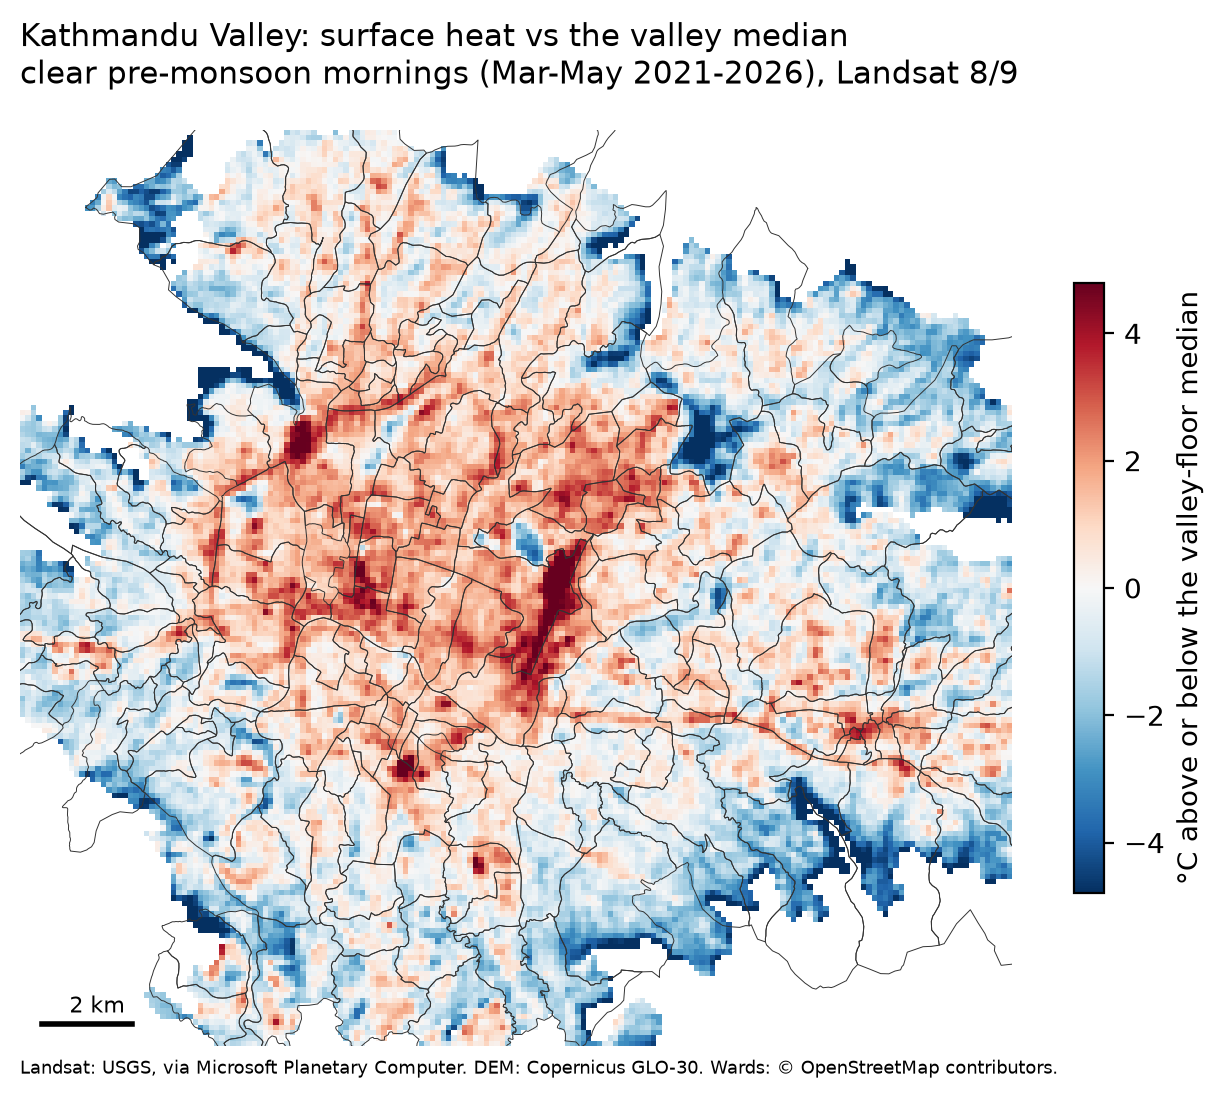 Kathmandu Valley: surface heat vs the valley median
clear pre-monsoon mornings (Mar-May 2021-2026), Landsat 8/9
4
2
0
−2
−4
°C above or below the valley-floor median
2 km
Landsat: USGS, via Microsoft Planetary Computer. DEM: Copernicus GLO-30. Wards: © OpenStreetMap contributors.